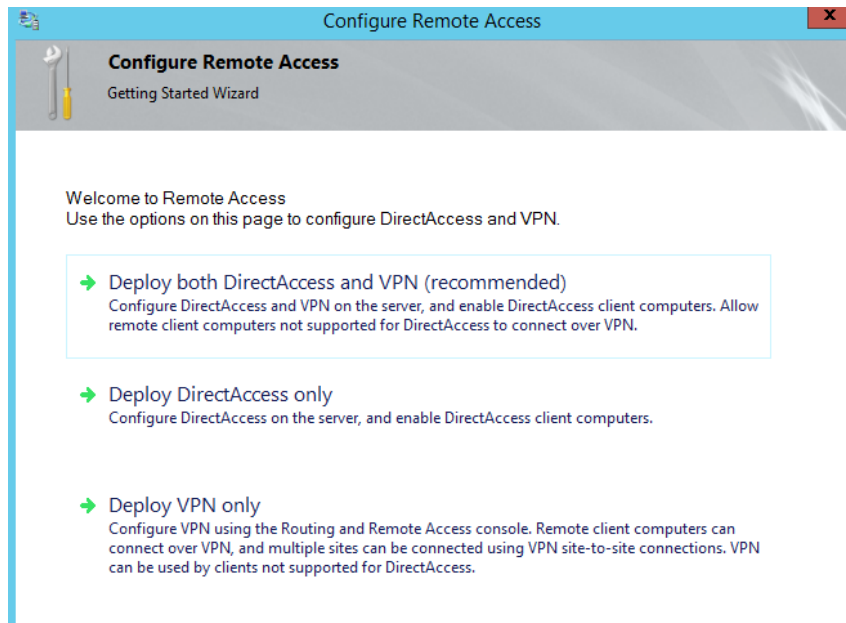 Configure Remote Access
x
Configure Remote Access
Getting Started Wizard
Welcome to Remote Access
Use the options on this page to configure DirectAccess and VPN.
Deploy both DirectAccess and VPN (recommended)
Configure DirectAccess and VPN on the server, and enable DirectAccess client computers. Allow
remote client computers not supported for DirectAccess to connect over VPN.
Deploy DirectAccess only
Configure DirectAccess on the server, and enable DirectAccess client computers.
Deploy VPN only
Configure VPN using the Routing and Remote Access console. Remote client computers can
connect over VPN, and multiple sites can be connected using VPN site-to-site connections. VPN
can be used by clients not supported for DirectAccess.